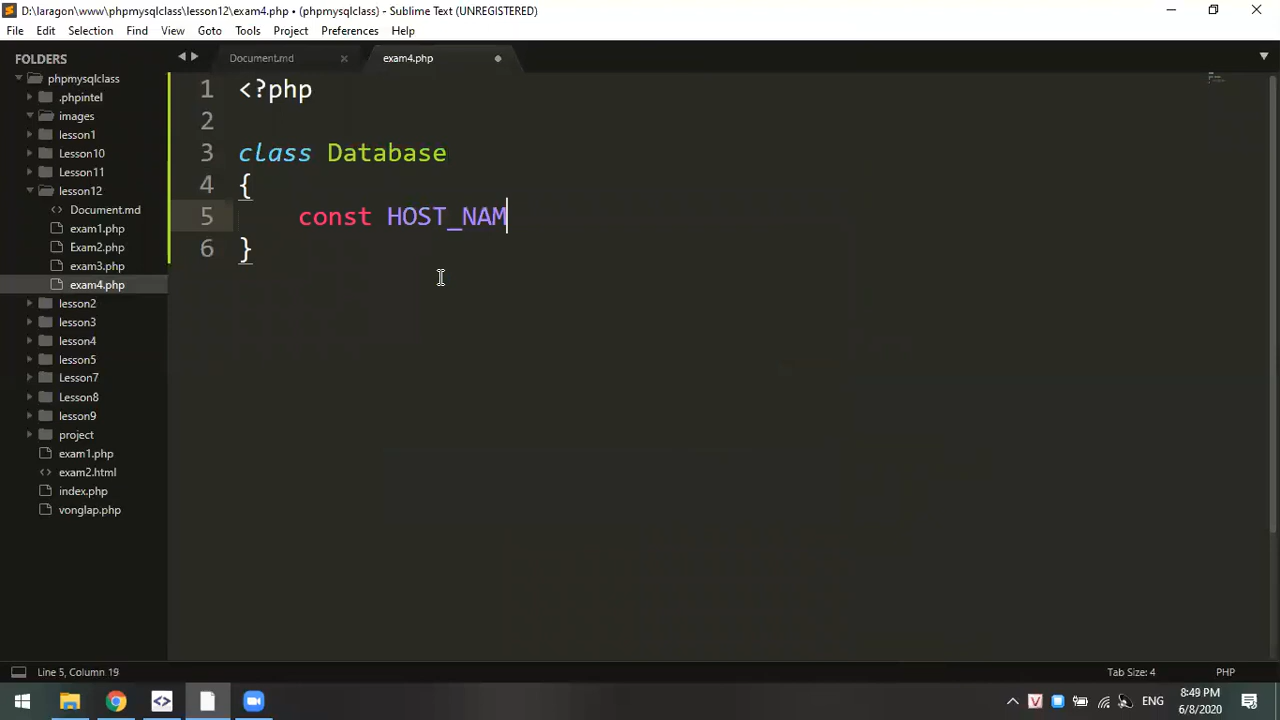 D:\laragon\www\phpmysqlclass\lesson12\exam4.php • (phpmysqlclass) - Sublime Text (UNREGISTERED)
File Edit Selection Find View Goto Tools Project Preferences Help
FOLDERS
phpmysqlclass
.phpintel
images
lesson1
Lesson10
Lesson11
lesson12
Document.md
exam1.php
Exam2.php
exam3.php
exam4.php
lesson2
lesson3
lesson4
lesson5
Lesson7
Lesson8
lesson9
project
exam1.php
exam2.html
index.php
vonglap.php
Document.md
exam4.php
1 <?php
2
3 class Database
4 {
5 const HOST_NAM
6 }
Line 5, Column 19
Tab Size: 4
PHP
ENG
8:49 PM
6/8/2020